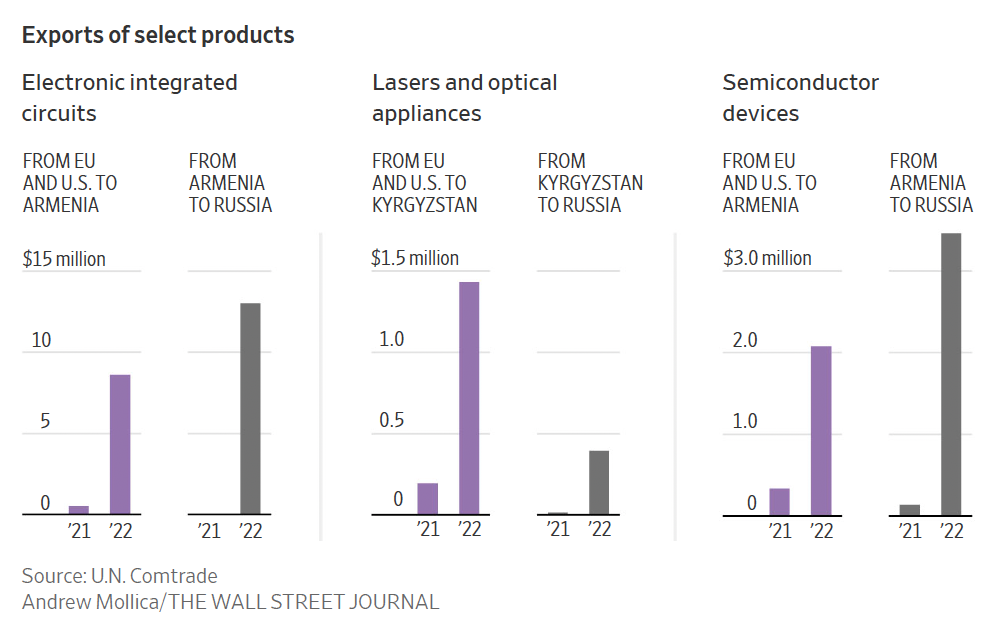 Exports of select products
Electronic integrated
circuits
FROM EU
AND U.S. TO
ARMENIA
FROM
ARMENIA
TO RUSSIA
$15 million
10
5
0
’21 ’22
’21 ’22
Lasers and optical
appliances
FROM EU
AND U.S. TO
KYRGYZSTAN
FROM
KYRGYZSTAN
TO RUSSIA
$1.5 million
1.0
0.5
0
’21 ’22
’21 ’22
Semiconductor
devices
FROM EU
AND U.S. TO
ARMENIA
FROM
ARMENIA
TO RUSSIA
$3.0 million
2.0
1.0
0
’21 ’22
’21 ’22
Source: U.N. Comtrade
Andrew Mollica/THE WALL STREET JOURNAL